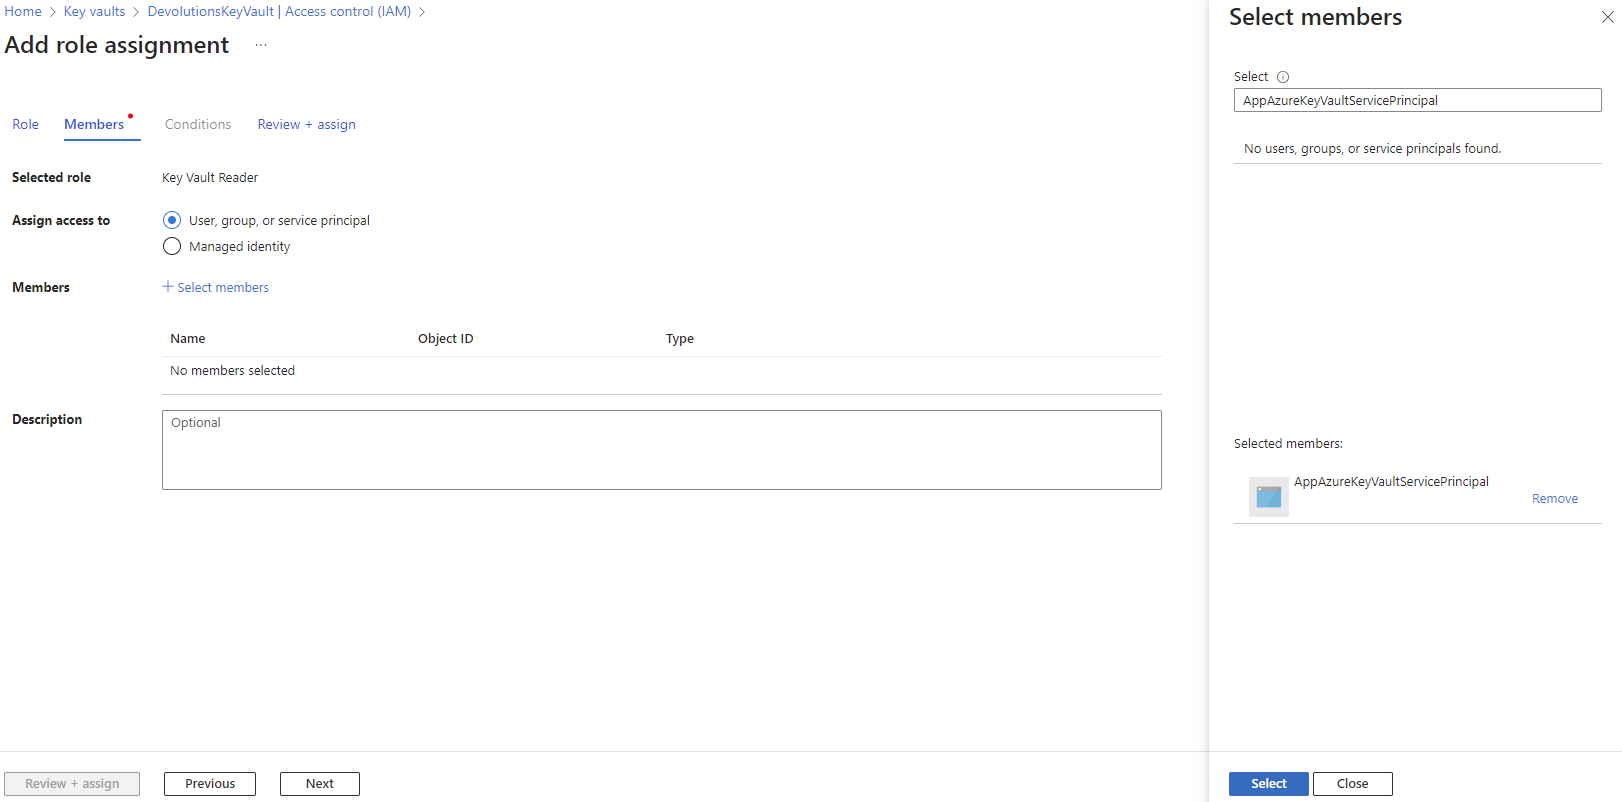 Home > Key vaults > DevolutionsKeyVault | Access control (IAM) >
Add role assignment ...
Role Members Conditions Review + assign
Selected role Key Vault Reader
Assign access to User, group, or service principal
Managed identity
Members + Select members
Name Object ID Type
No members selected
Description Optional
Review + assign Previous Next
Select members
Select
AppAzureKeyVaultServicePrincipal
No users, groups, or service principals found.
Selected members:
AppAzureKeyVaultServicePrincipal
Remove
Select Close